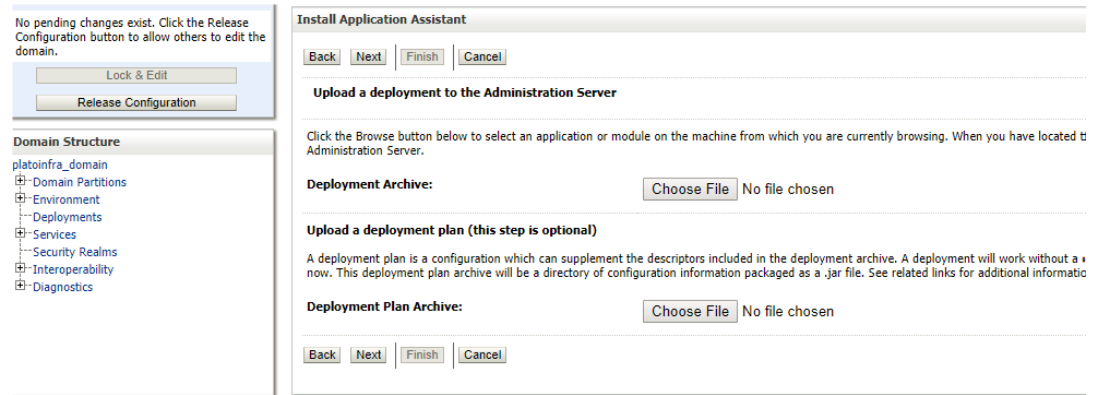 No pending changes exist. Click the Release
Configuration button to allow others to edit the
domain.
Lock & Edit
Release Configuration
Domain Structure
platoinfra_domain
Domain Partitions
Environment
Deployments
Services
Security Realms
Interoperability
Diagnostics
Install Application Assistant
Back Next Finish Cancel
Upload a deployment to the Administration Server
Click the Browse button below to select an application or module on the machine from which you are currently browsing. When you have located
Administration Server.
Deployment Archive: Choose File No file chosen
Upload a deployment plan (this step is optional)
A deployment plan is a configuration which can supplement the descriptors included in the deployment archive. A deployment will work without a
now. This deployment plan archive will be a directory of configuration information packaged as a .jar file. See related links for additional informatio
Deployment Plan Archive: Choose File No file chosen
Back Next Finish Cancel